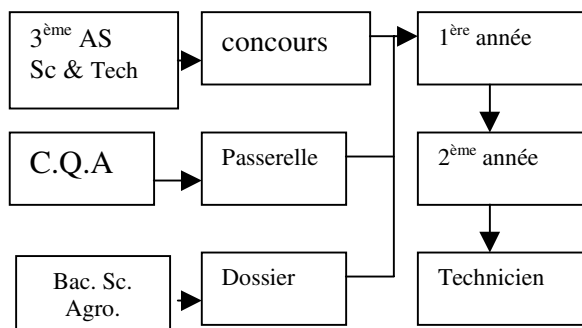 3ème AS
Sc & Tech
concours
1ère année
C.Q.A
Passerelle
2ème année
Bac. Sc.
Agro.
Dossier
Technicien